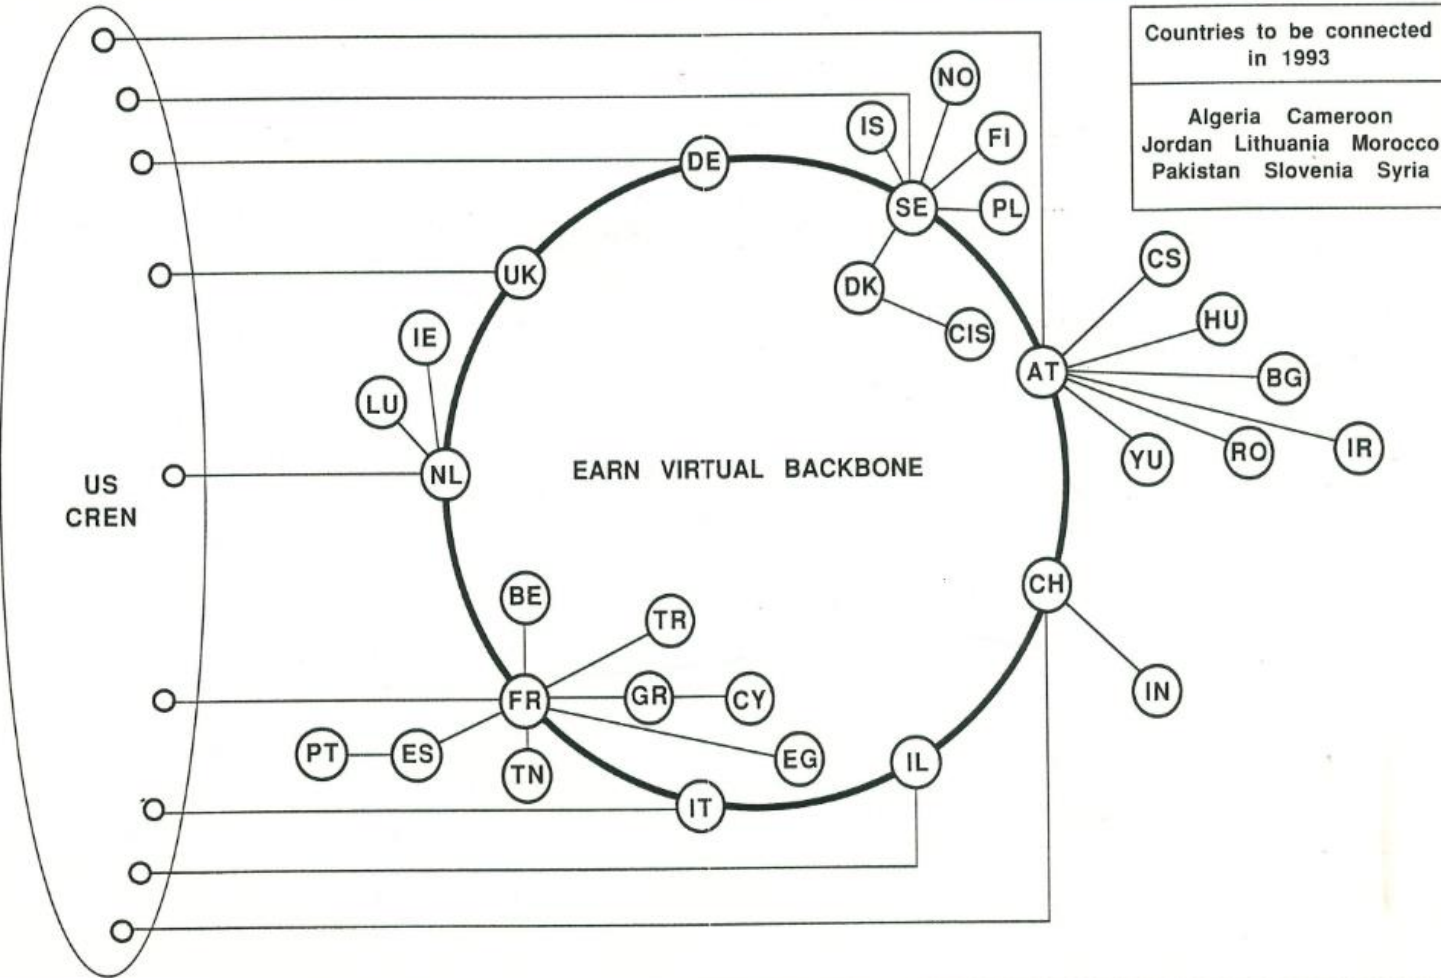 Countries to be connected
in 1993
Algeria Cameroon
Jordan Lithuania Morocco
Pakistan Slovenia Syria
NO
IS
FI
DE
SE
PL
UK
DK
CS
IE
CIS
HU
AT
BG
LU
YU
RO
IR
NL
EARN VIRTUAL BACKBONE
US
CREN
CH
BE
TR
IN
FR
GR
CY
PT
ES
TN
EG
IL
IT